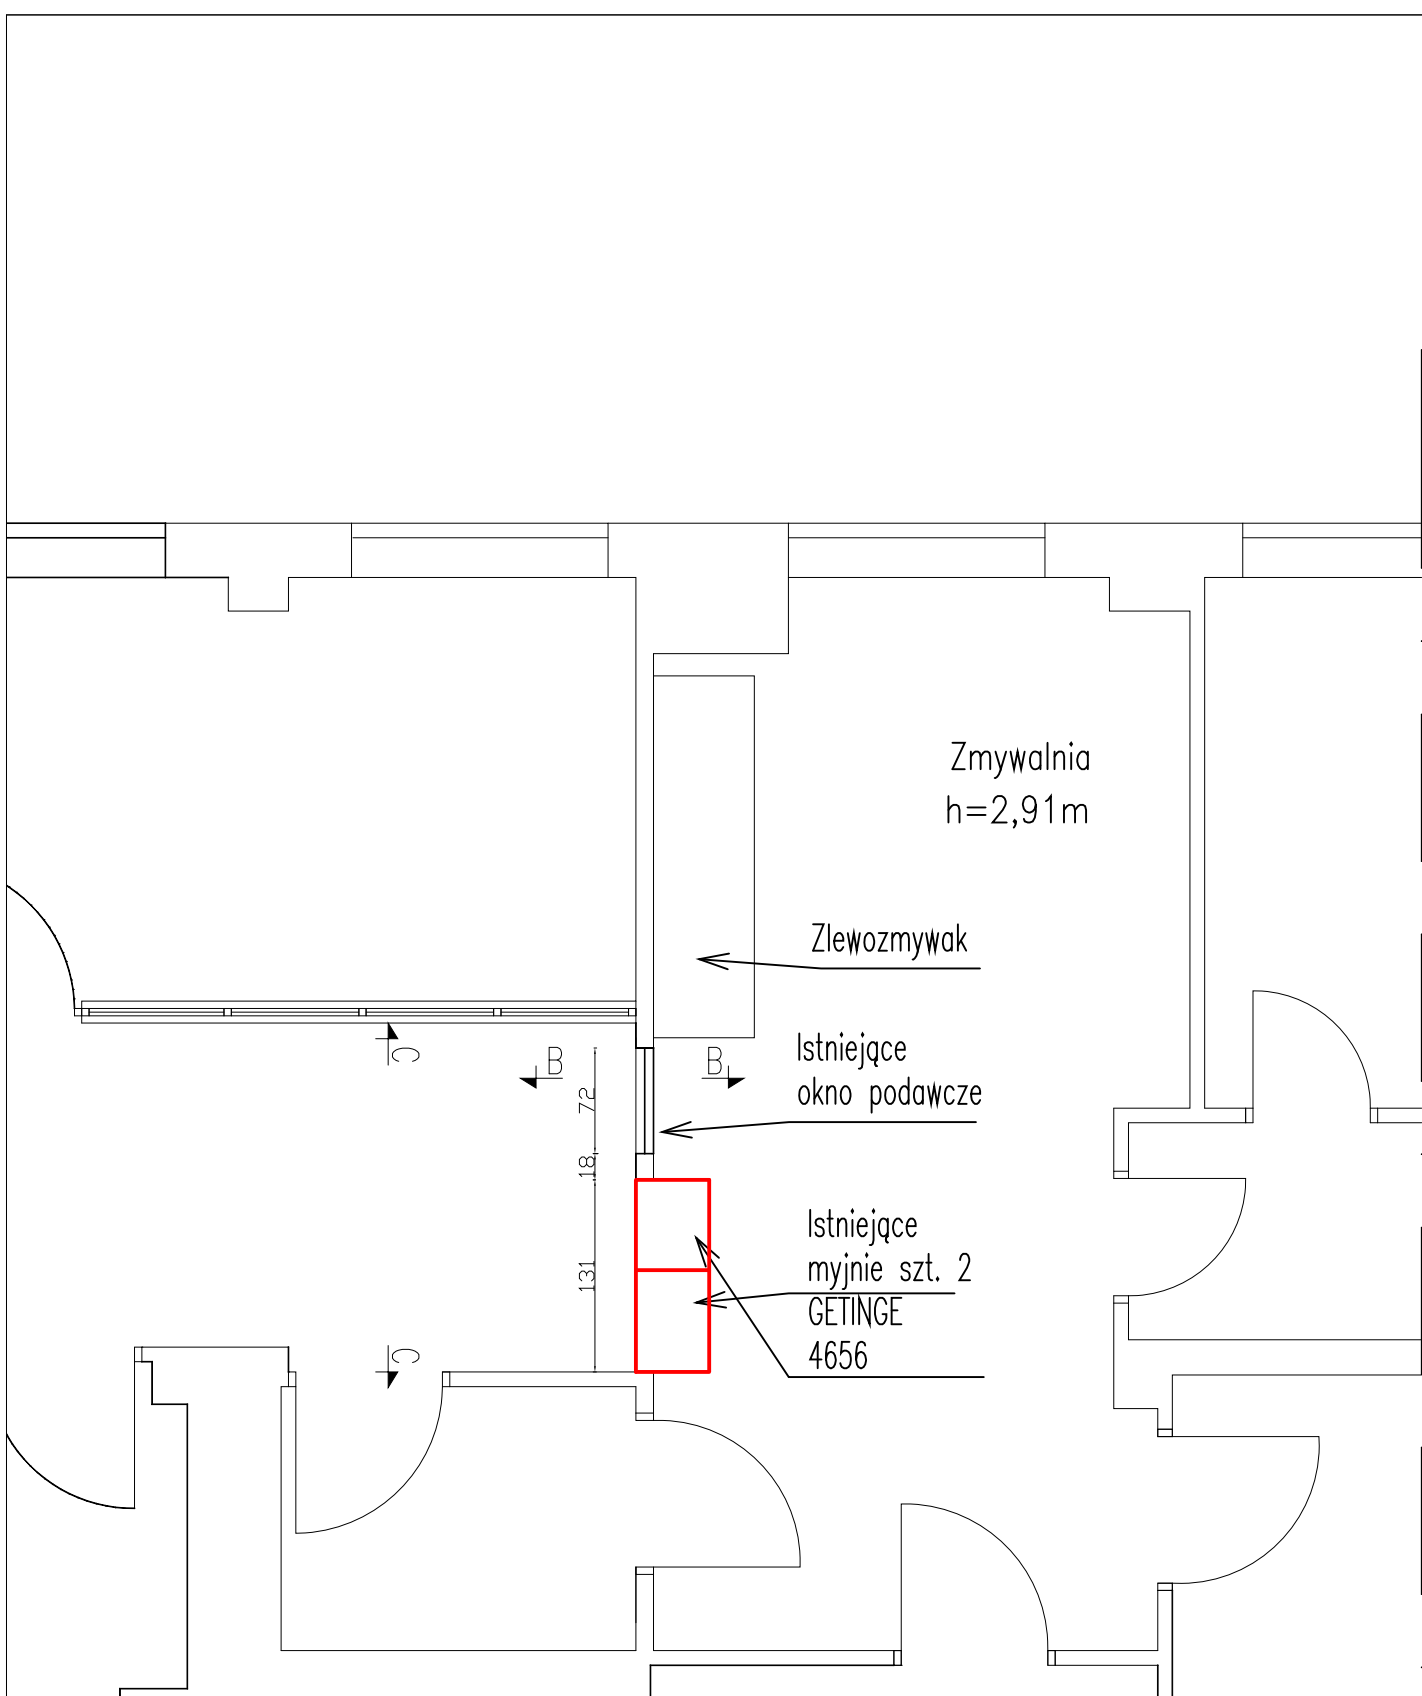 Zmywalnia
h=2,91m
Zlewozmywak
Istniejące
okno podawcze
C
B
B
72
18
131
Istniejące
myjnie szt. 2
GETINGE
4656
C